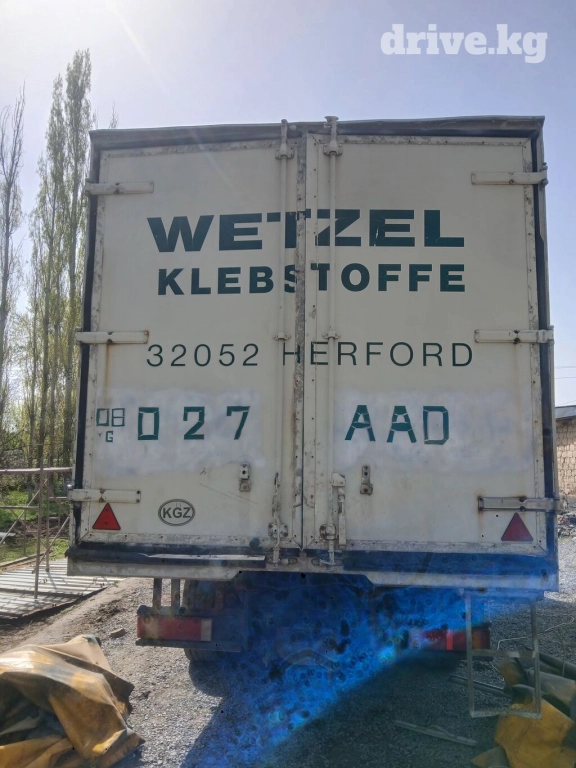 drive.kg
WETZEL
KLEBSTOFFE
32052 HERFORD
08 027 AAD
G
KGZ